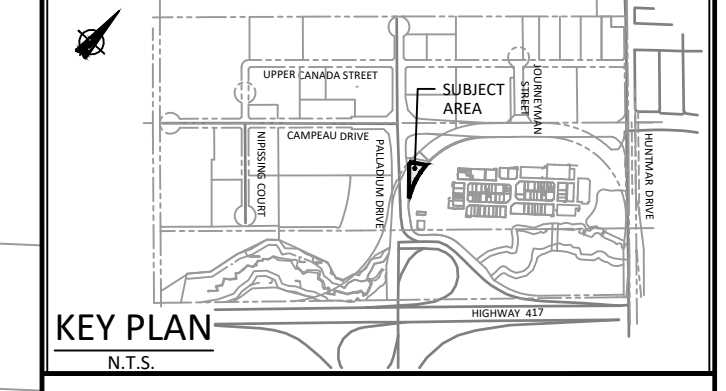 UPPER CANADA STREET
SUBJECT
AREA
JOURNEYMAN
STREET
CAMPEAU DRIVE
NIPISSING COURT
PALLADIUM DRIVE
HUNTMAR DRIVE
HIGHWAY 417
KEY PLAN
N.T.S.